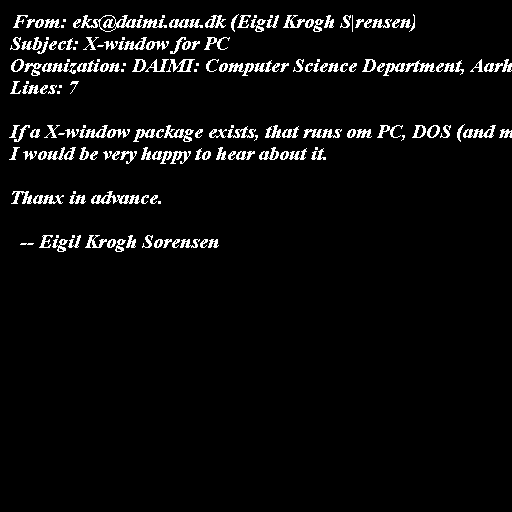 From: eks@daimi.aau.dk (Eigil Krogh S|rensen)
Subject: X-window for PC
Organization: DAIMI: Computer Science Department, Aarh
Lines: 7
If a X-window package exists, that runs om PC, DOS (and m
I would be very happy to hear about it.
Thanx in advance.
-- Eigil Krogh Sorensen